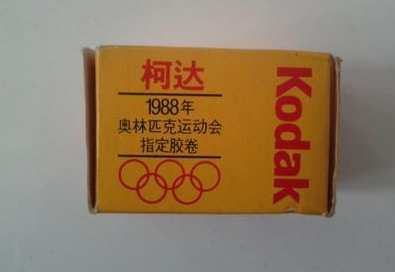 柯达
1988年
奥林匹克运动会
指定胶卷
Kodak